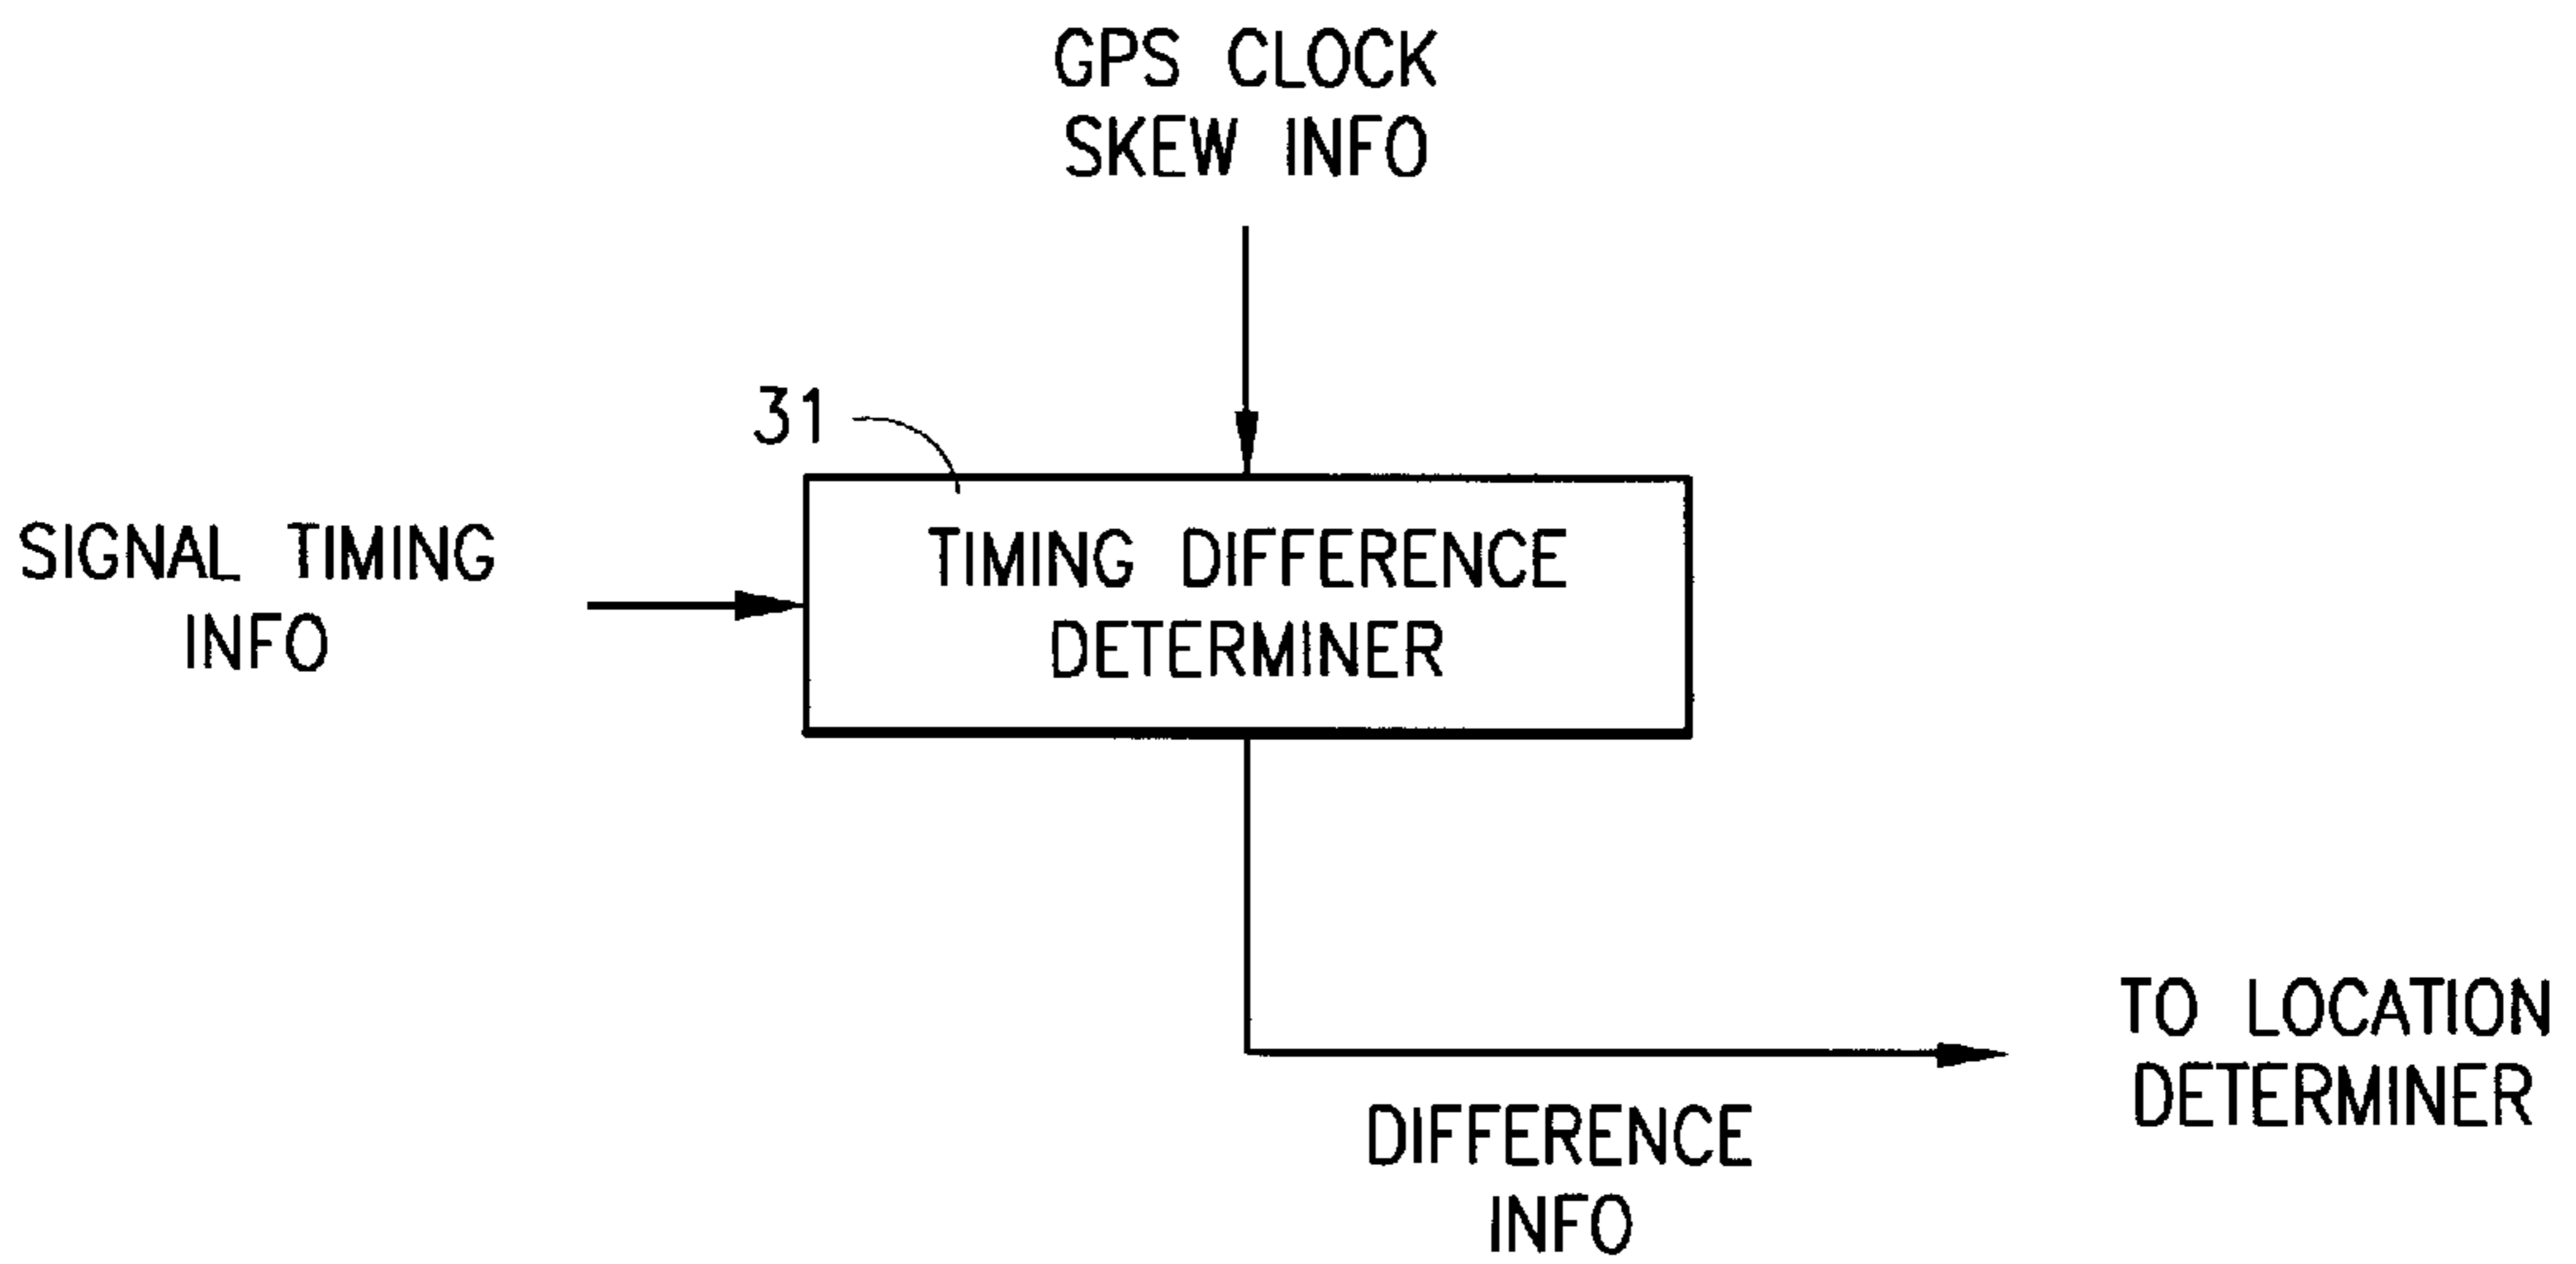 GPS CLOCK
SKEW INFO
31
SIGNAL TIMING
INFO
TIMING DIFFERENCE
DETERMINER
TO LOCATION
DETERMINER
DIFFERENCE
INFO